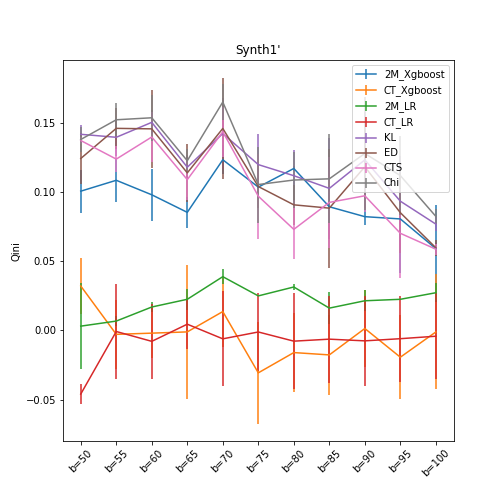 Synth1'
2M_Xgboost
CT_Xgboost
2M_LR
CT_LR
KL
ED
CTS
Chi
Qini
0.15
0.10
0.05
0.00
−0.05
b=50
b=55
b=60
b=65
b=70
b=75
b=80
b=85
b=90
b=95
b=100